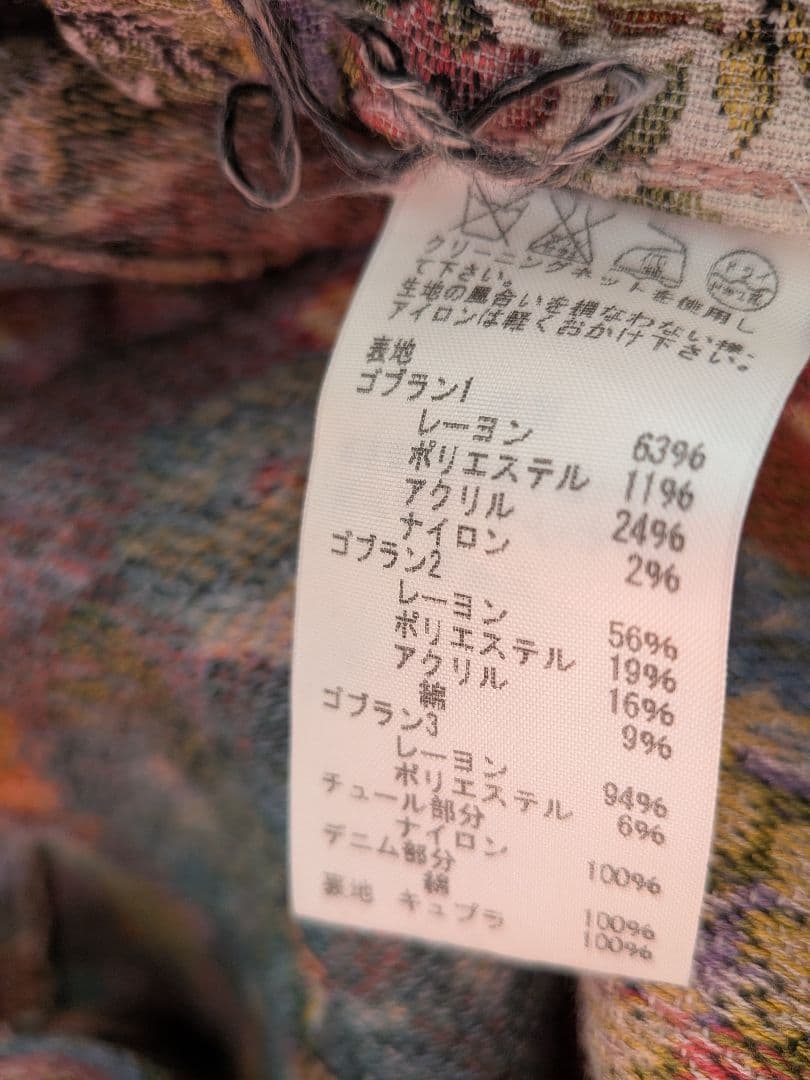 クリーニングネットを使用し
て下さい。
生地の風合いを損なわない様、
アイロンは軽くおかけ下さい。
表地
ゴブラン1
レーヨン 63%
ポリエステル 11%
アクリル 24%
ナイロン 2%
ゴブラン2
レーヨン 56%
ポリエステル 19%
アクリル 16%
綿 9%
ゴブラン3
レーヨン 94%
ポリエステル 6%
チュール部分
ナイロン 100%
デニム部分
綿 100%
裏地 キュプラ 100%